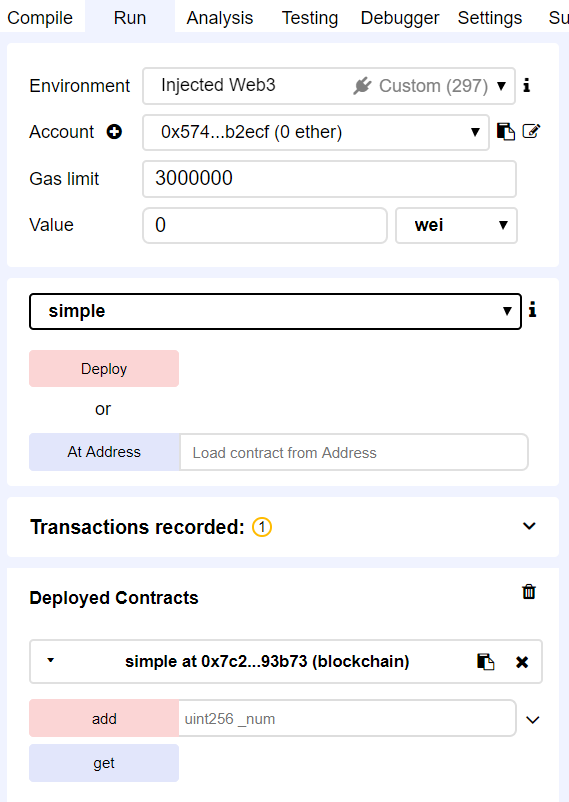 Compile Run Analysis Testing Debugger Settings Su
Environment Injected Web3 Custom (297)
Account 0x574...b2ecf (0 ether)
Gas limit 3000000
Value 0 wei
simple
Deploy
or
At Address Load contract from Address
Transactions recorded: 1
Deployed Contracts
simple at 0x7c2...93b73 (blockchain)
add uint256 _num
get